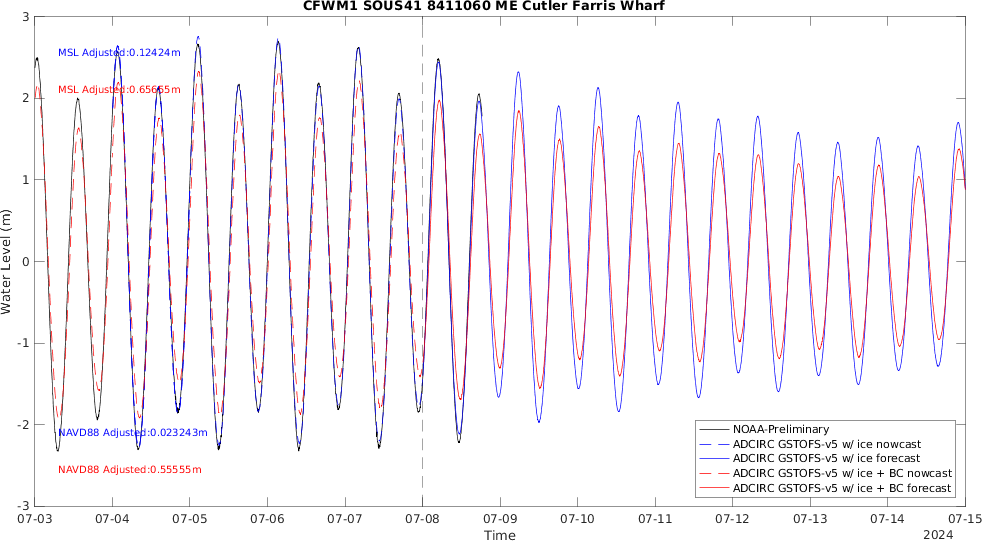 CFWM1 SOUS41 8411060 ME Cutler Farris Wharf
3
2
1
0
-1
-2
-3
Water Level (m)
MSL Adjusted:0.12424m
MSL Adjusted:0.65655m
NAVD88 Adjusted:0.023243m
NAVD88 Adjusted:0.55555m
NOAA-Preliminary
ADCIRC GSTOFS-v5 w/ ice nowcast
ADCIRC GSTOFS-v5 w/ ice forecast
ADCIRC GSTOFS-v5 w/ ice + BC nowcast
ADCIRC GSTOFS-v5 w/ ice + BC forecast
07-03 07-04 07-05 07-06 07-07 07-08 07-09 07-10 07-11 07-12 07-13 07-14 07-15
Time
2024